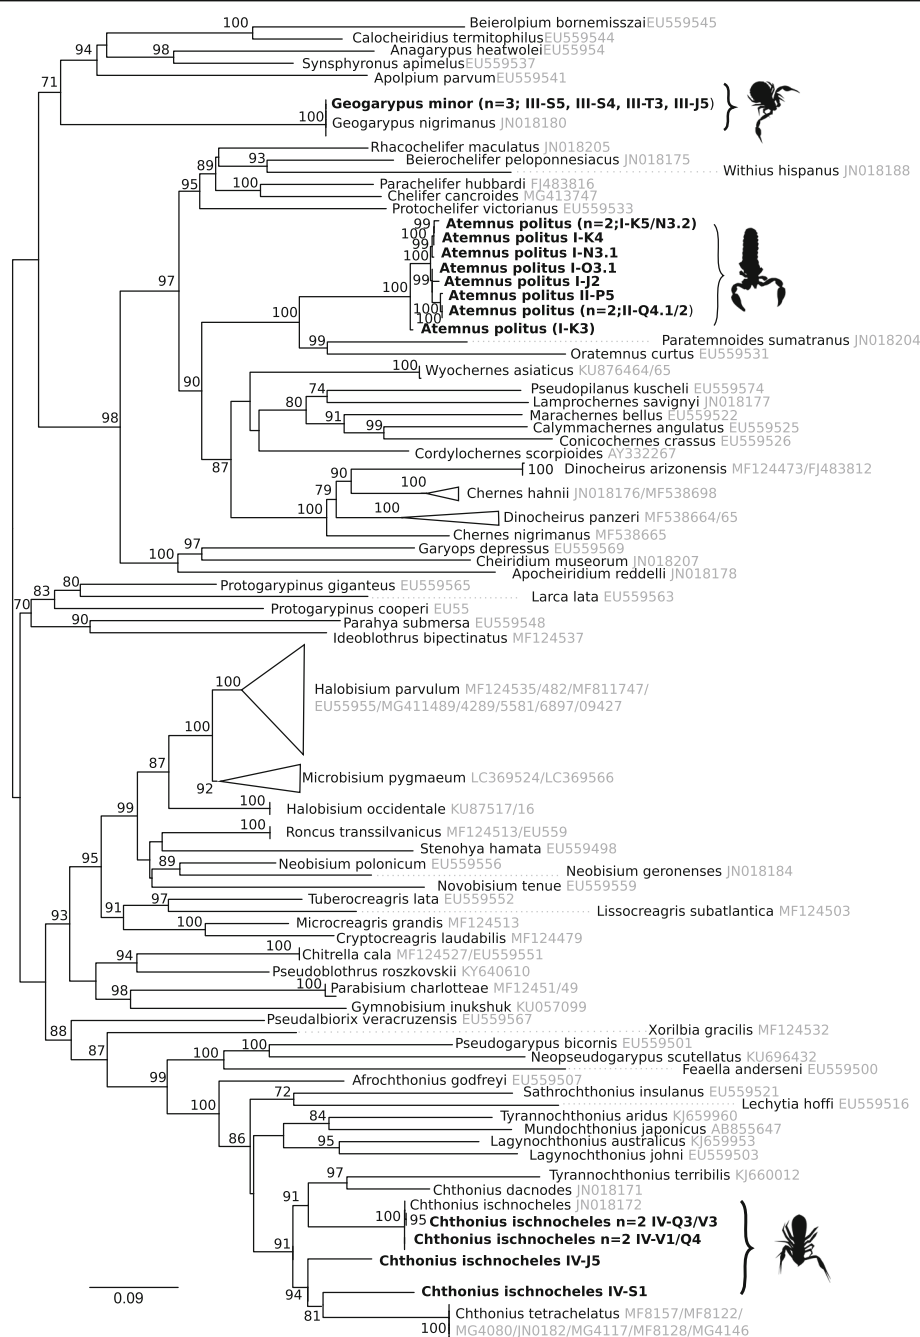 100 Beierolpium bornemisszaiEU559545
Calocheiridius termitophilusEU559544
94 98 Anagarypus heatwoleiEU55954
Synsphyronus apimelusEU559537
71 Apolpium parvumEU559541
Geogarypus minor (n=3; III-S5, III-S4, III-T3, III-J5)
100 Geogarypus nigrimanus JN018180
Rhacochelifer maculatus JN018205
89 93 Beierochelifer peloponnesiacus JN018175
Withius hispanus JN018188
95 100 Parachelifer hubbardi FJ483816
Chelifer cancroides MG413747
Protochelifer victorianus EU559533
99 Atemnus politus (n=2;I-K5/N3.2)
100 Atemnus politus I-K4
99 Atemnus politus I-N3.1
100 Atemnus politus I-O3.1
97 99 Atemnus politus I-J2
100 Atemnus politus II-P5
100 Atemnus politus (n=2;II-Q4.1/2)
100 100 Atemnus politus (I-K3)
99 Paratemnoides sumatranus JN018204
Oratemnus curtus EU559531
100 Wyochernes asiaticus KU876464/65
90 74 Pseudopilanus kuscheli EU559574
80 Lamprochernes savignyi JN018177
98 91 Marachernes bellus EU559522
99 Calymmachernes angulatus EU559525
Conicochernes crassus EU559526
Cordylochernes scorpioides AY332267
87 90 100 Dinocheirus arizonensis MF124473/FJ483812
79 100 Chernes hahnii JN018176/MF538698
100 100 Dinocheirus panzeri MF538664/65
Chernes nigrimanus MF538665
97 Garyops depressus EU559569
100 Cheiridium museorum JN018207
Apocheiridium reddelli JN018178
83 80 Protogarypinus giganteus EU559565
Larca lata EU559563
70 Protogarypinus cooperi EU55
90 Parahya submersa EU559548
Ideoblothrus bipectinatus MF124537
100 Halobisium parvulum MF124535/482/MF811747/
EU55955/MG411489/4289/5581/6897/09427
100
87
92 Microbisium pygmaeum LC369524/LC369566
99 100 Halobisium occidentale KU87517/16
100 Roncus transsilvanicus MF124513/EU559
Stenohya hamata EU559498
95 89 Neobisium polonicum EU559556
Neobisium geronenses JN018184
Novobisium tenue EU559559
97 Tuberocreagris lata EU559552
91 Lissocreagris subatlantica MF124503
93 100 Microcreagris grandis MF124513
Cryptocreagris laudabilis MF124479
94 100 Chitrella cala MF124527/EU559551
Pseudoblothrus roszkovskii KY640610
98 100 Parabisium charlotteae MF12451/49
Gymnobisium inukshuk KU057099
88 Pseudalbiorix veracruzensis EU559567
Xorilbia gracilis MF124532
87 100 100 Pseudogarypus bicornis EU559501
Neopseudogarypus scutellatus KU696432
99 Feaella anderseni EU559500
Afrochthonius godfreyi EU559507
100 72 Sathrochthonius insulanus EU559521
Lechytia hoffi EU559516
84 Tyrannochthonius aridus KJ659960
86 Mundochthonius japonicus AB855647
95 Lagynochthonius australicus KJ659953
Lagynochthonius johni EU559503
97 Tyrannochthonius terribilis KJ660012
91 Chthonius dacnodes JN018171
Chthonius ischnocheles JN018172
100 95 Chthonius ischnocheles n=2 IV-Q3/V3
91 Chthonius ischnocheles n=2 IV-V1/Q4
Chthonius ischnocheles IV-J5
94 Chthonius ischnocheles IV-S1
0.09 81 Chthonius tetrachelatus MF8157/MF8122/
100 MG4080/JN0182/MG4117/MF8128/MG4146